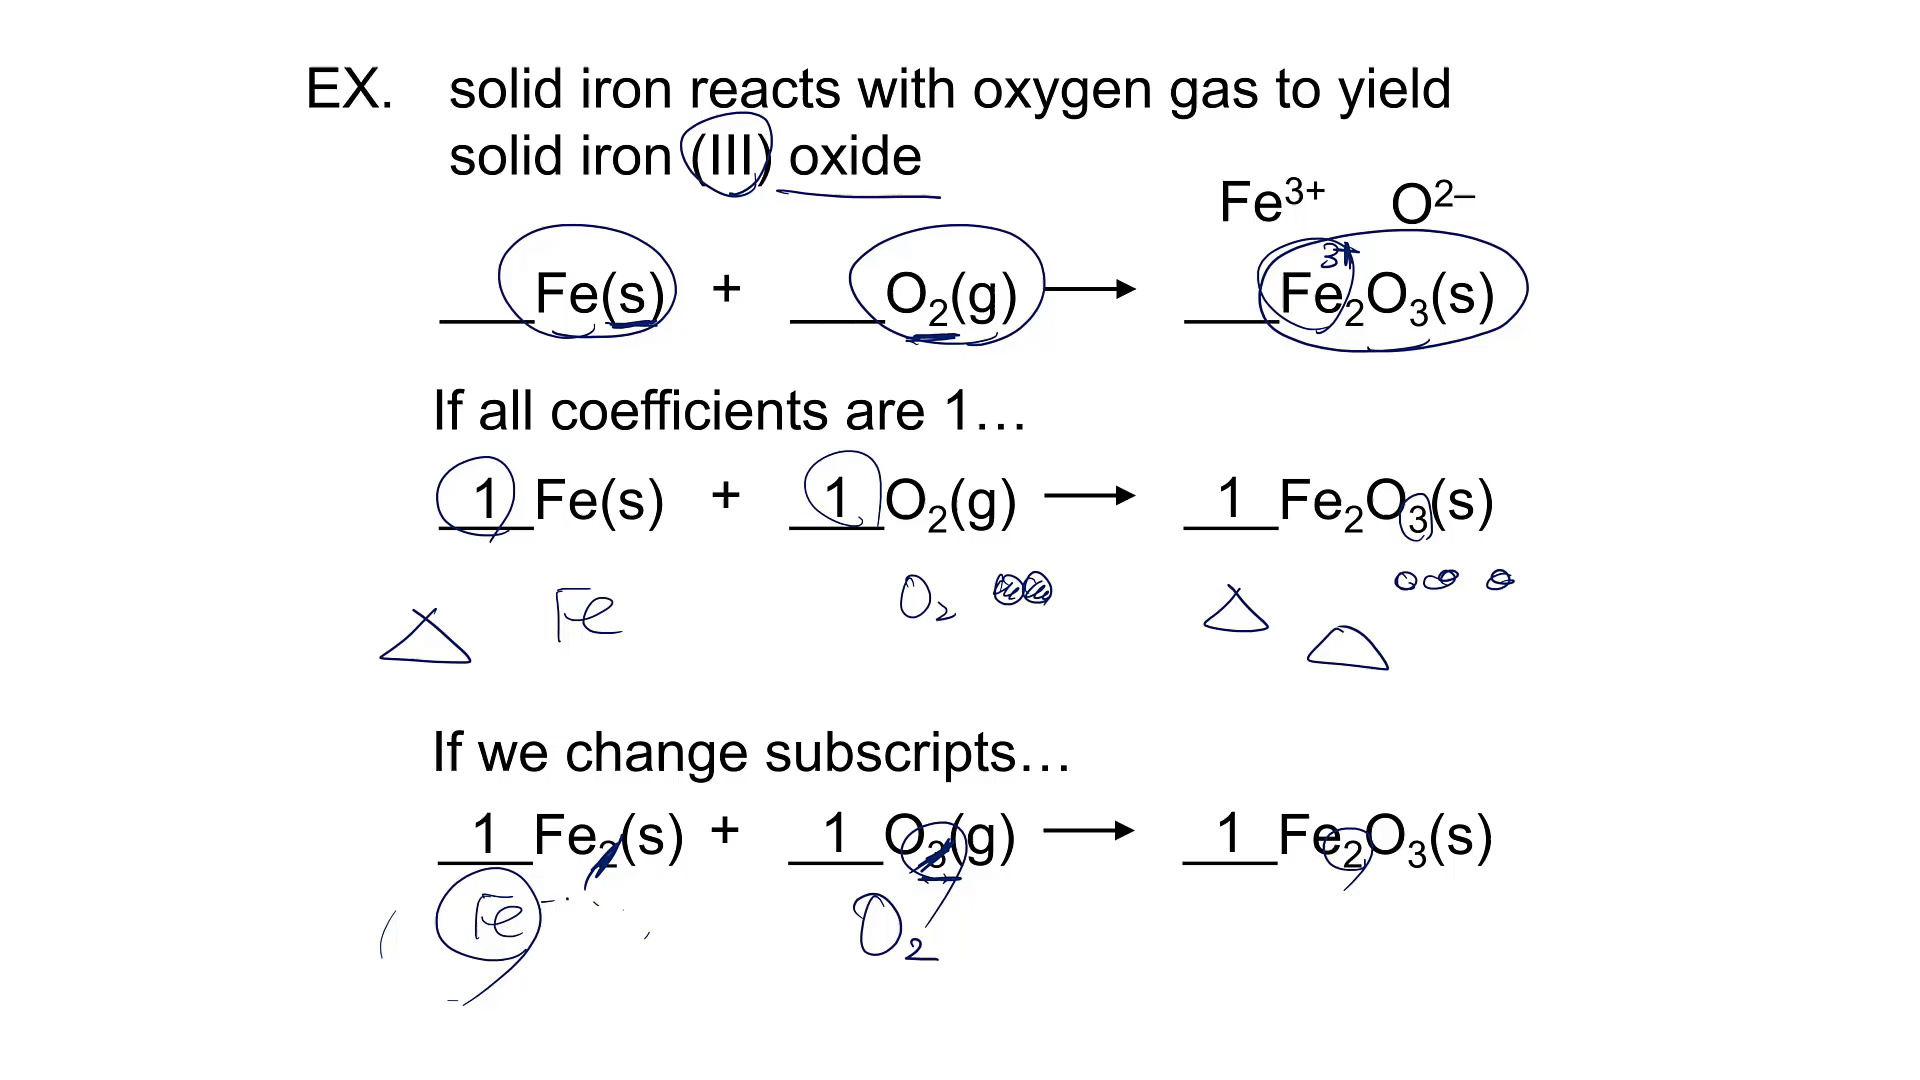 EX. solid iron reacts with oxygen gas to yield
solid iron (III) oxide
Fe³⁺ O²⁻
3+
___Fe(s) + ___O₂(g) → ___Fe₂O₃(s)
If all coefficients are 1…
1 Fe(s) + 1 O₂(g) → 1 Fe₂O₃(s)
Fe O₂
If we change subscripts…
1 Fe₂(s) + 1 O₃(g) → 1 Fe₂O₃(s)
Fe O₂